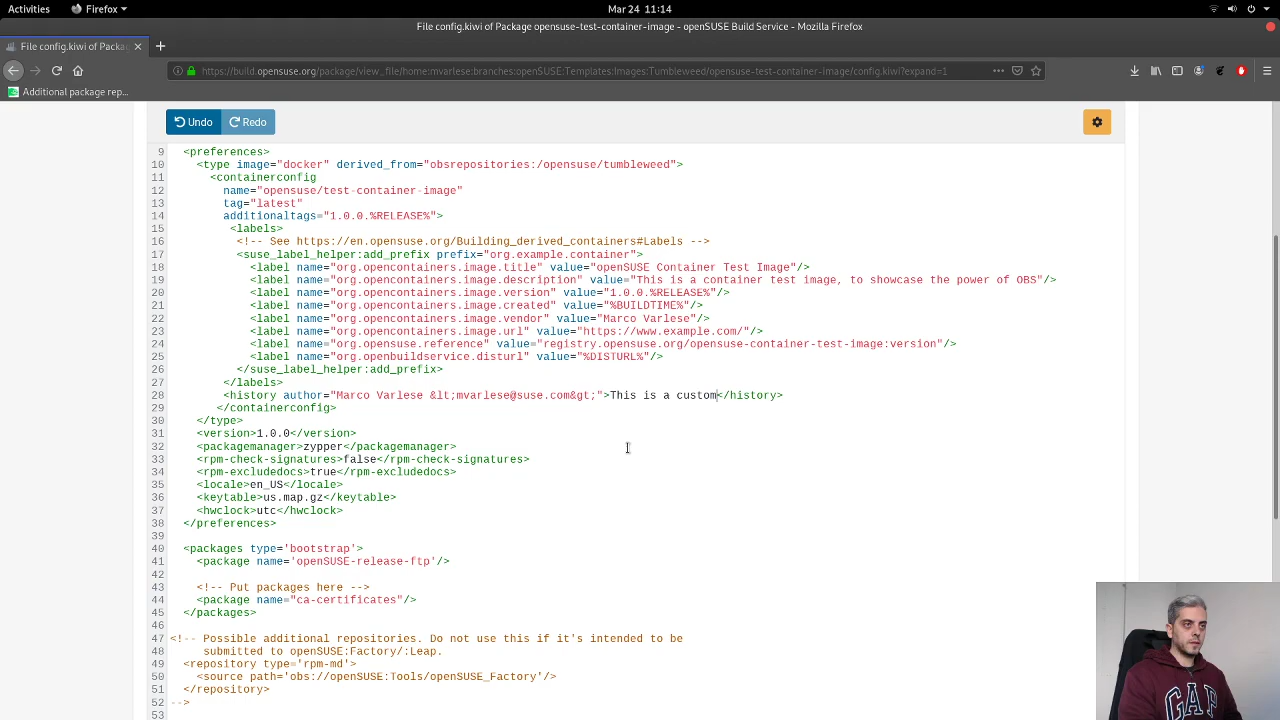 Activities
Firefox
Mar 24 11:14
File config.kiwi of Package opensuse-test-container-image - openSUSE Build Service - Mozilla Firefox
File config.kiwi of Packa
https://build.opensuse.org/package/view_file/home:mvarlese:branches:openSUSE:Templates:Images:Tumbleweed/opensuse-test-container-image/config.kiwi?expand=1
Additional package rep...
Undo Redo
9 <preferences>
10 <type image="docker" derived_from="obsrepositories:/opensuse/tumbleweed">
11 <containerconfig
12 name="opensuse/test-container-image"
13 tag="latest"
14 additionaltags="1.0.0.%RELEASE%">
15 <labels>
16 <!-- See https://en.opensuse.org/Building_derived_containers#Labels -->
17 <suse_label_helper:add_prefix prefix="org.example.container">
18 <label name="org.opencontainers.image.title" value="openSUSE Container Test Image"/>
19 <label name="org.opencontainers.image.description" value="This is a container test image, to showcase the power of OBS"/>
20 <label name="org.opencontainers.image.version" value="1.0.0.%RELEASE%"/>
21 <label name="org.opencontainers.image.created" value="%BUILDTIME%"/>
22 <label name="org.opencontainers.image.vendor" value="Marco Varlese"/>
23 <label name="org.opencontainers.image.url" value="https://www.example.com/"/>
24 <label name="org.opensuse.reference" value="registry.opensuse.org/opensuse-container-test-image:version"/>
25 <label name="org.openbuildservice.disturl" value="%DISTURL%"/>
26 </suse_label_helper:add_prefix>
27 </labels>
28 <history author="Marco Varlese &lt;mvarlese@suse.com&gt;">This is a custom</history>
29 </containerconfig>
30 </type>
31 <version>1.0.0</version>
32 <packagemanager>zypper</packagemanager>
33 <rpm-check-signatures>false</rpm-check-signatures>
34 <rpm-excludedocs>true</rpm-excludedocs>
35 <locale>en_US</locale>
36 <keytable>us.map.gz</keytable>
37 <hwclock>utc</hwclock>
38 </preferences>
39
40 <packages type='bootstrap'>
41 <package name='openSUSE-release-ftp'/>
42
43 <!-- Put packages here -->
44 <package name="ca-certificates"/>
45 </packages>
46
47 <!-- Possible additional repositories. Do not use this if it's intended to be
48 submitted to openSUSE:Factory/:Leap.
49 <repository type='rpm-md'>
50 <source path='obs://openSUSE:Tools/openSUSE_Factory'/>
51 </repository>
52 -->
53
GAP